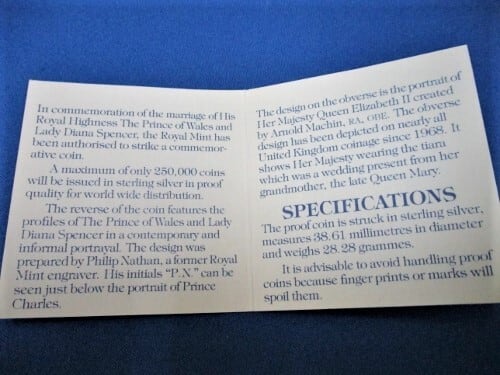 In commemoration of the marriage of His
Royal Highness The Prince of Wales and
Lady Diana Spencer, the Royal Mint has
been authorised to strike a commemor-
ative coin.
A maximum of only 250,000 coins
will be issued in sterling silver in proof
quality for world wide distribution.
The reverse of the coin features the
profiles of The Prince of Wales and Lady
Diana Spencer in a contemporary and
informal portrayal. The design was
prepared by Philip Nathan, a former Royal
Mint engraver. His initials “P.N.” can be
seen just below the portrait of Prince
Charles.
The design on the obverse is the portrait of
Her Majesty Queen Elizabeth II created
by Arnold Machin, RA, OBE. The obverse
design has been depicted on nearly all
United Kingdom coinage since 1968. It
shows Her Majesty wearing the tiara
which was a wedding present from her
grandmother, the late Queen Mary.
SPECIFICATIONS
The proof coin is struck in sterling silver,
measures 38.61 millimetres in diameter
and weighs 28.28 grammes.
It is advisable to avoid handling proof
coins because finger prints or marks will
spoil them.